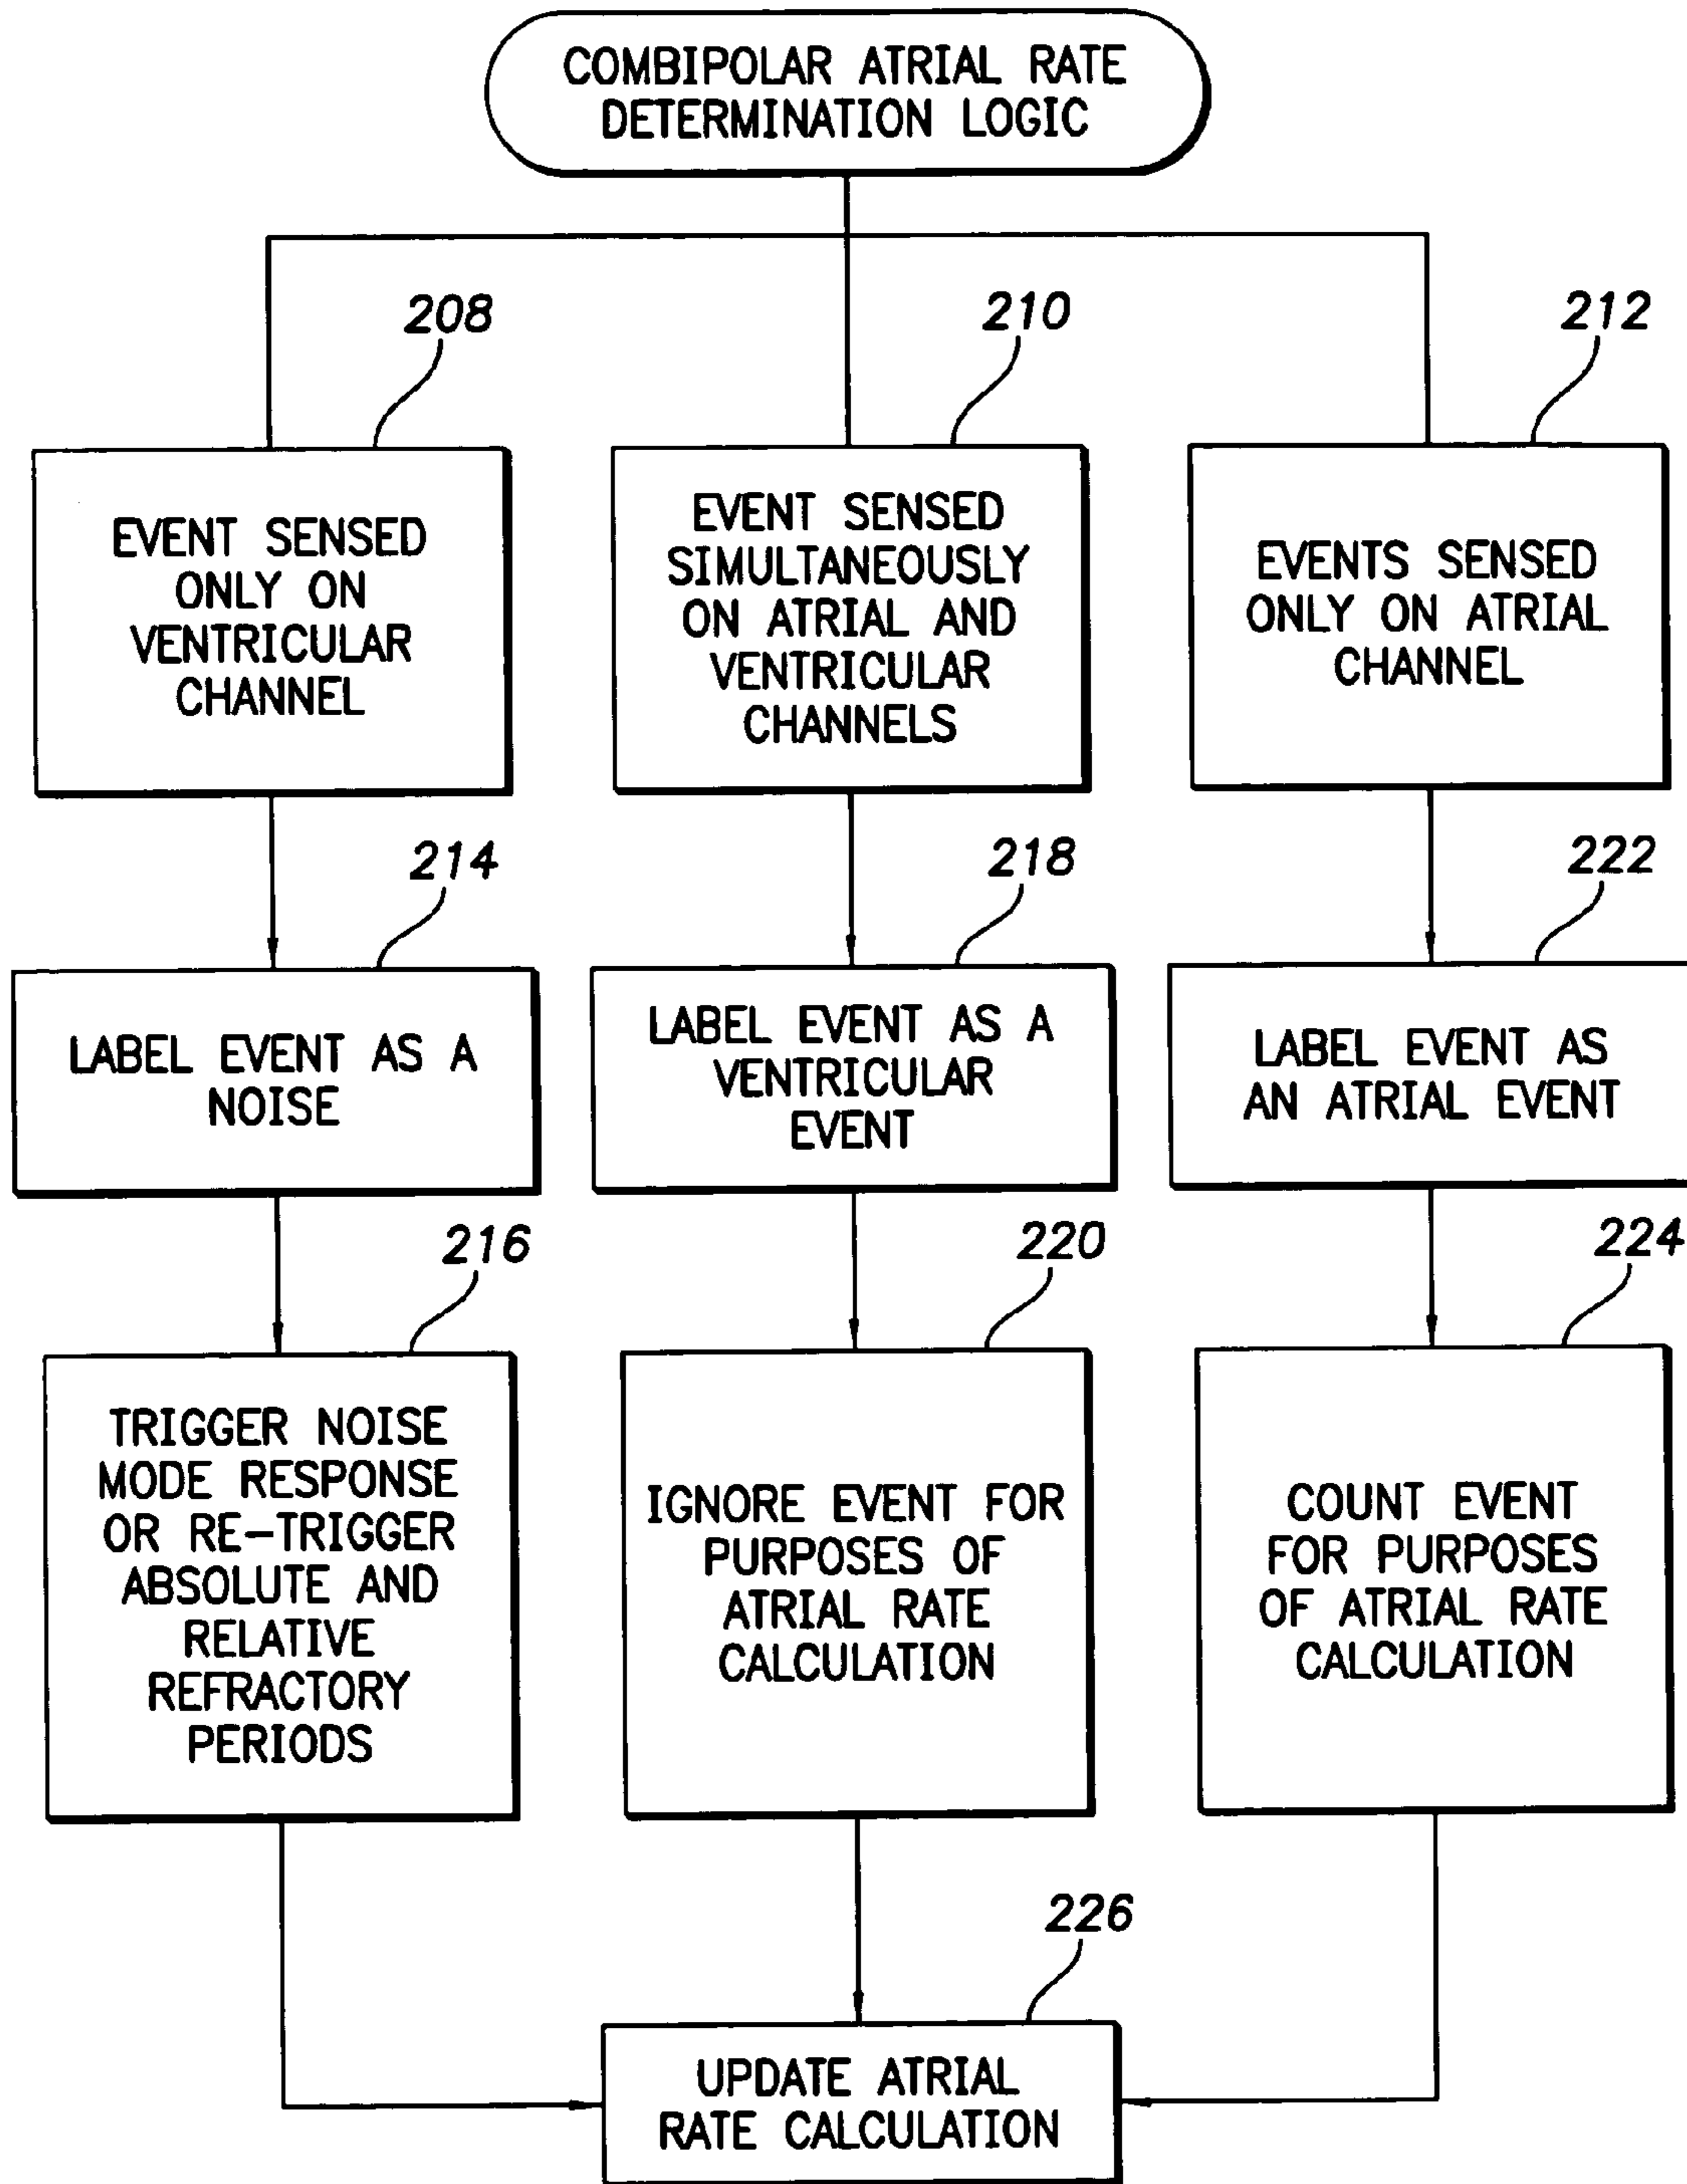 COMBIPOLAR ATRIAL RATE
DETERMINATION LOGIC
208
210
212
EVENT SENSED
ONLY ON
VENTRICULAR
CHANNEL
EVENT SENSED
SIMULTANEOUSLY
ON ATRIAL AND
VENTRICULAR
CHANNELS
EVENTS SENSED
ONLY ON ATRIAL
CHANNEL
214
218
222
LABEL EVENT AS A
NOISE
LABEL EVENT AS A
VENTRICULAR
EVENT
LABEL EVENT AS
AN ATRIAL EVENT
216
220
224
TRIGGER NOISE
MODE RESPONSE
OR RE-TRIGGER
ABSOLUTE AND
RELATIVE
REFRACTORY
PERIODS
IGNORE EVENT FOR
PURPOSES OF
ATRIAL RATE
CALCULATION
COUNT EVENT
FOR PURPOSES
OF ATRIAL RATE
CALCULATION
226
UPDATE ATRIAL
RATE CALCULATION